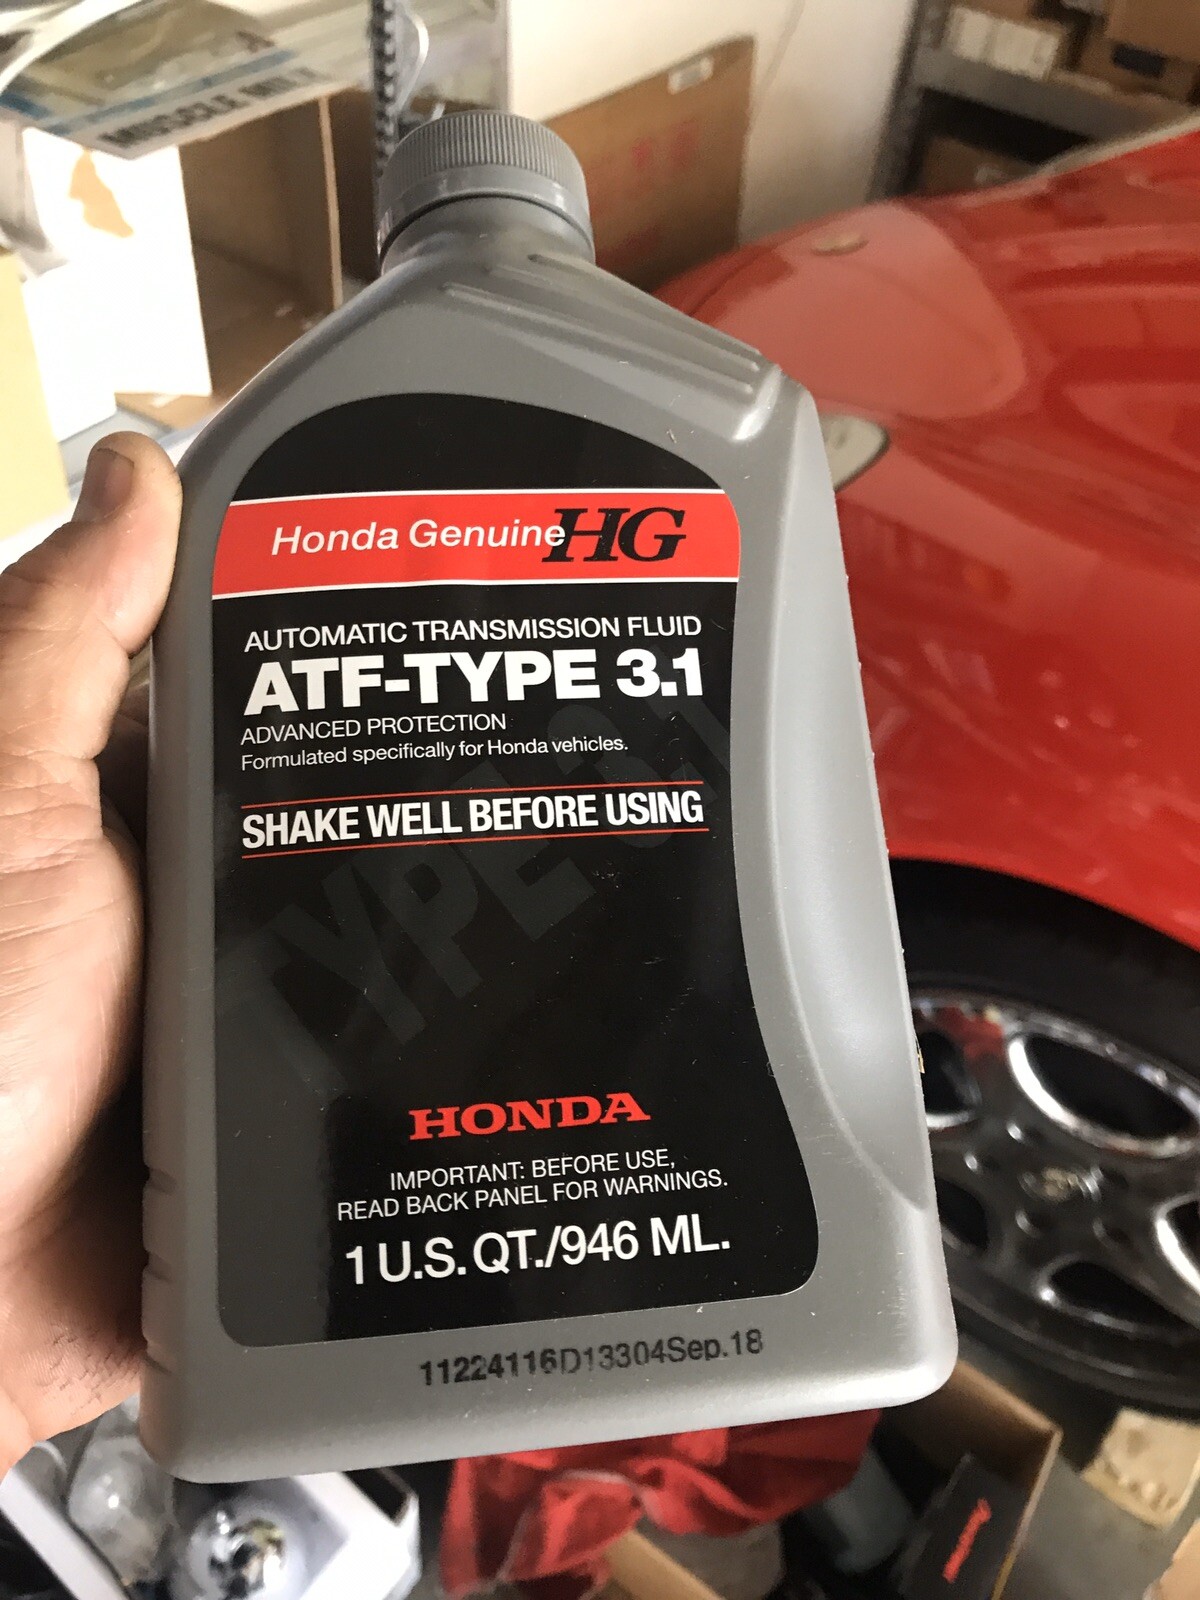 MUSCLE MILK
Honda Genuine HG
AUTOMATIC TRANSMISSION FLUID
ATF-TYPE 3.1
ADVANCED PROTECTION
Formulated specifically for Honda vehicles.
SHAKE WELL BEFORE USING
TYPE 3.1
HONDA
IMPORTANT: BEFORE USE,
READ BACK PANEL FOR WARNINGS.
1 U.S. QT./946 ML.
11224116D13304Sep.18